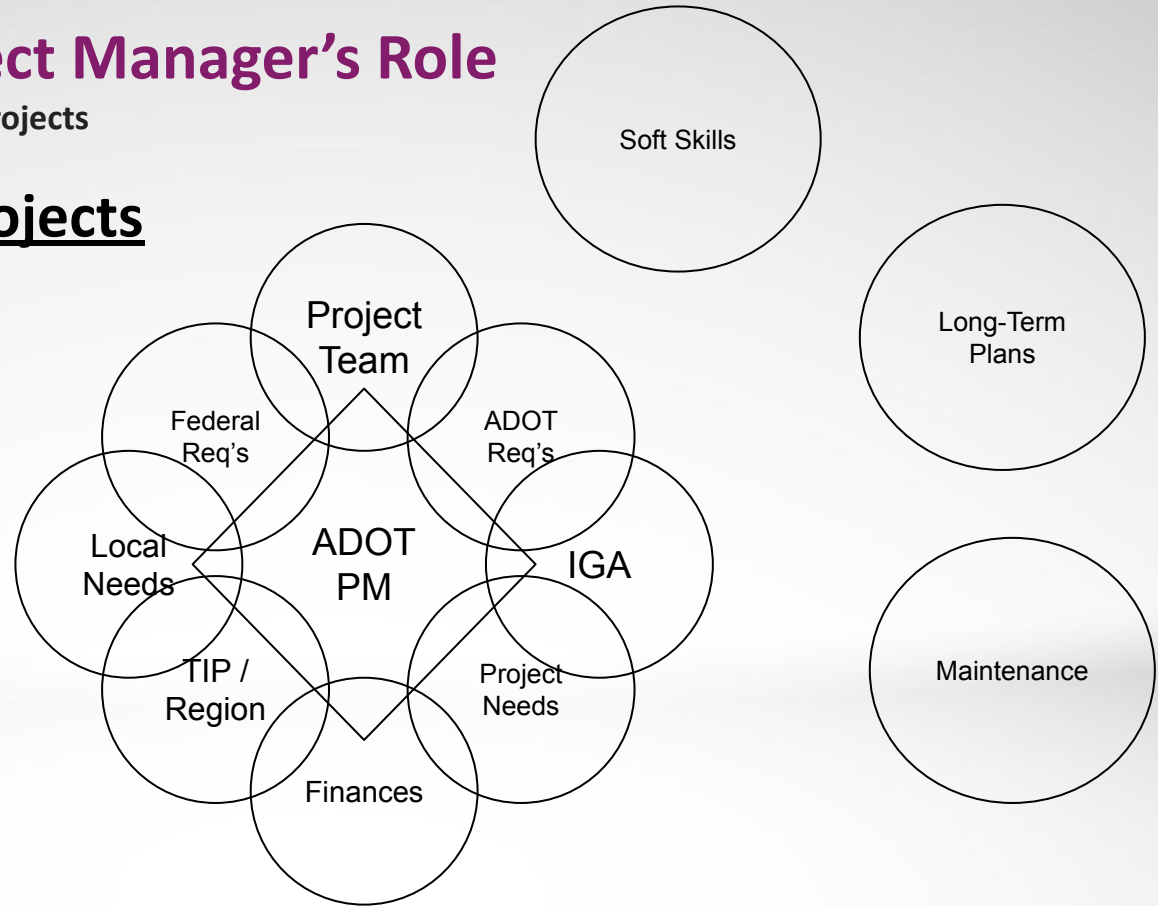 ect Manager’s Role
rojects
ojects
Soft Skills
Long-Term
Plans
Project
Team
Federal
Req’s
ADOT
Req’s
Local
Needs
ADOT
PM
IGA
TIP /
Region
Project
Needs
Maintenance
Finances